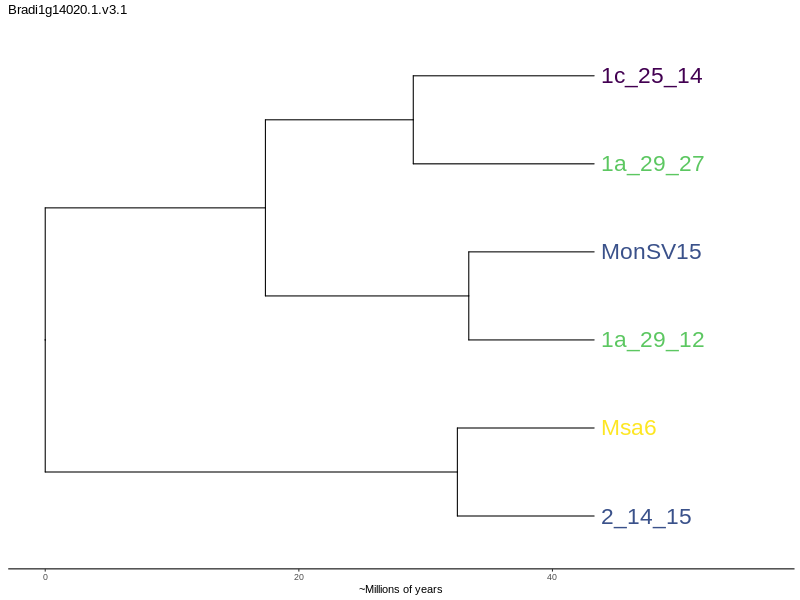 Bradi1g14020.1.v3.1
1c_25_14
1a_29_27
MonSV15
1a_29_12
Msa6
2_14_15
0 20 40
~Millions of years